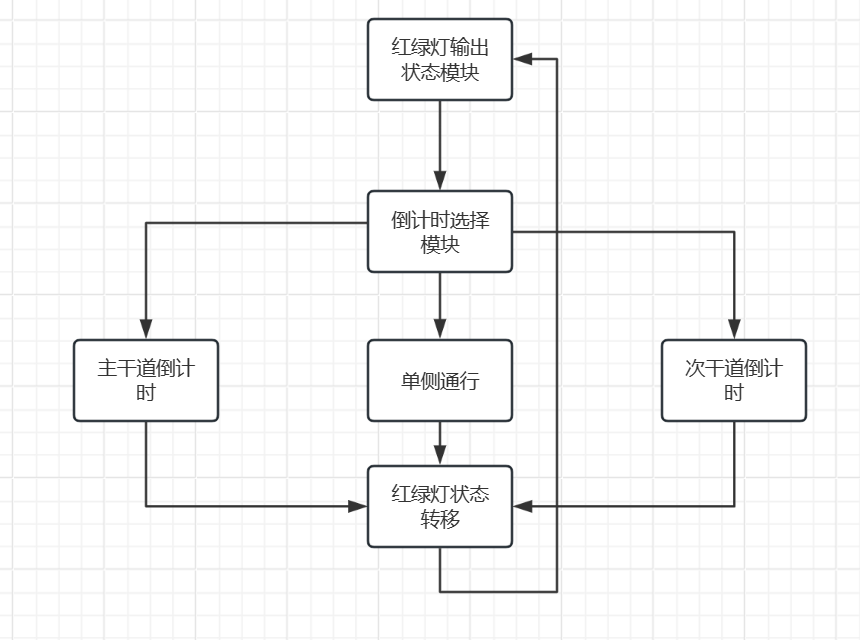 红绿灯输出
状态模块
倒计时选择
模块
主干道倒计
时
单侧通行
次干道倒计
时
红绿灯状态
转移